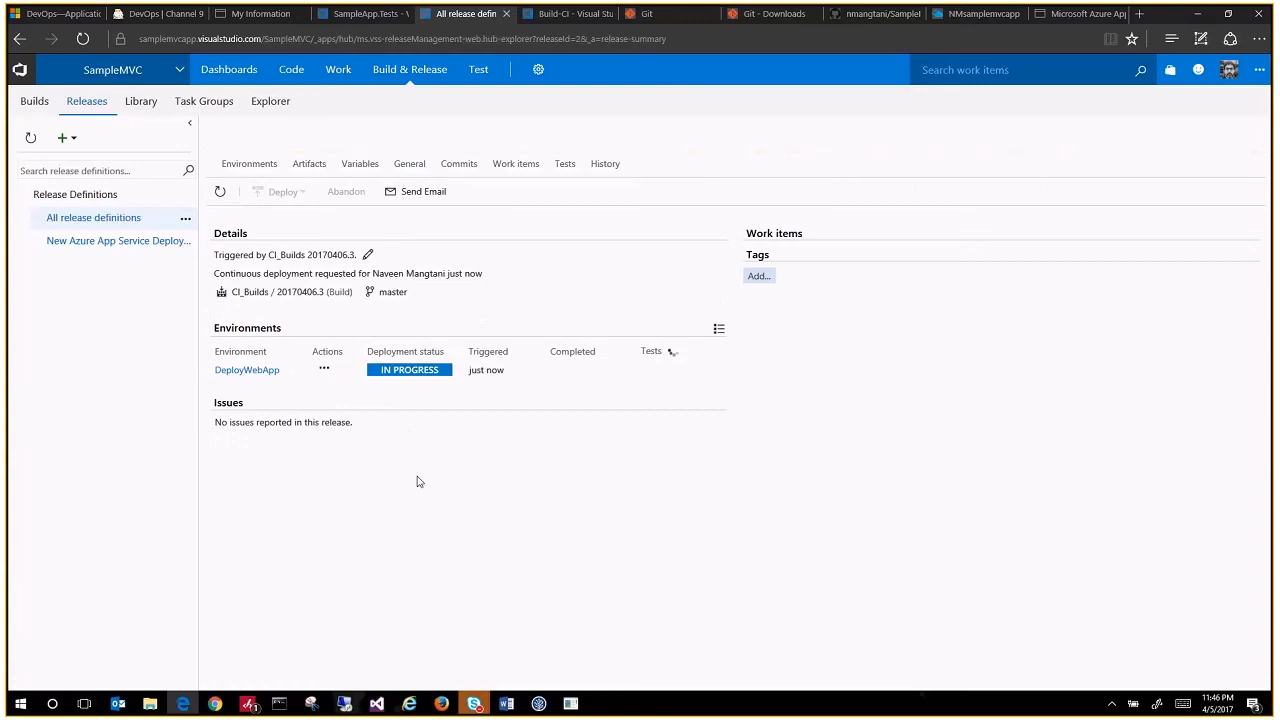 DevOps—Applicatio
DevOps | Channel 9
My Information
SampleApp.Tests - V
All release defin
Build-CI - Visual Stu
Git
Git - Downloads
nmangtani/Sampl
NMsamplemvcapp
Microsoft Azure Ap
samplemvcapp.visualstudio.com/SampleMVC/_apps/hub/ms.vss-releaseManagement-web.hub-explorer?releaseId=2&_a=release-summary
SampleMVC
Dashboards
Code
Work
Build & Release
Test
Search work items
Builds
Releases
Library
Task Groups
Explorer
Search release definitions...
Release Definitions
All release definitions
New Azure App Service Deploy...
Environments
Artifacts
Variables
General
Commits
Work items
Tests
History
Deploy
Abandon
Send Email
Details
Triggered by CI_Builds 20170406.3.
Continuous deployment requested for Naveen Mangtani just now
CI_Builds / 20170406.3 (Build)
master
Environments
Environment
Actions
Deployment status
Triggered
Completed
Tests
DeployWebApp
IN PROGRESS
just now
Issues
No issues reported in this release.
Work items
Tags
Add...
11:46 PM
4/5/2017